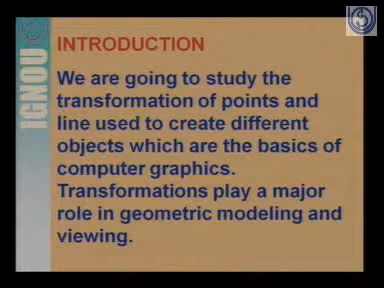 IGNOU
INTRODUCTION
We are going to study the
transformation of points and
line used to create different
objects which are the basics of
computer graphics.
Transformations play a major
role in geometric modeling and
viewing.